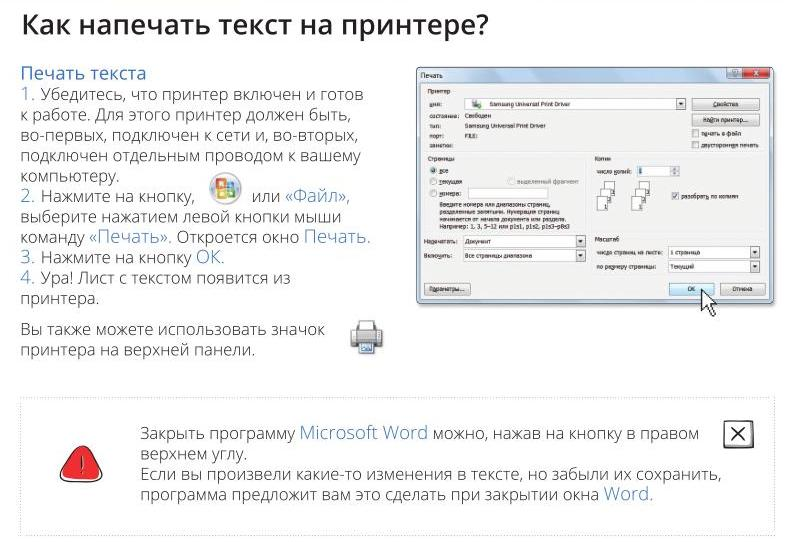 Как напечать текст на принтере?
Печать текста
1. Убедитесь, что принтер включен и готов
к работе. Для этого принтер должен быть,
во-первых, подключен к сети и, во-вторых,
подключен отдельным проводом к вашему
компьютеру.
2. Нажмите на кнопку, или «Файл»,
выберите нажатием левой кнопки мыши
команду «Печать». Откроется окно Печать.
3. Нажмите на кнопку ОК.
4. Ура! Лист с текстом появится из
принтера.
Вы также можете использовать значок
принтера на верхней панели.
Печать
Принтер
имя: Samsung Universal Print Driver Свойства
состояние: Свободен Найти принтер...
тип: Samsung Universal Print Driver
порт: FILE: печать в файл
заметки: двусторонняя печать
Страницы Копии
все число копий: 1
текущая выделенный фрагмент
номера: разобрать по копиям
Введите номера или диапазоны страниц,
разделенные запятыми. Нумерация страниц
начинается от начала документа или раздела.
Например: 1, 3, 5–12 или p1s1, p1s2, p1s3–p8s3
Напечатать: Документ Масштаб
Включить: Все страницы диапазона число страниц на листе: 1 страница
по размеру страницы: Текущий
Параметры... ОК Отмена
Закрыть программу Microsoft Word можно, нажав на кнопку в правом
верхнем углу.
Если вы произвели какие-то изменения в тексте, но забыли их сохранить,
программа предложит вам это сделать при закрытии окна Word.